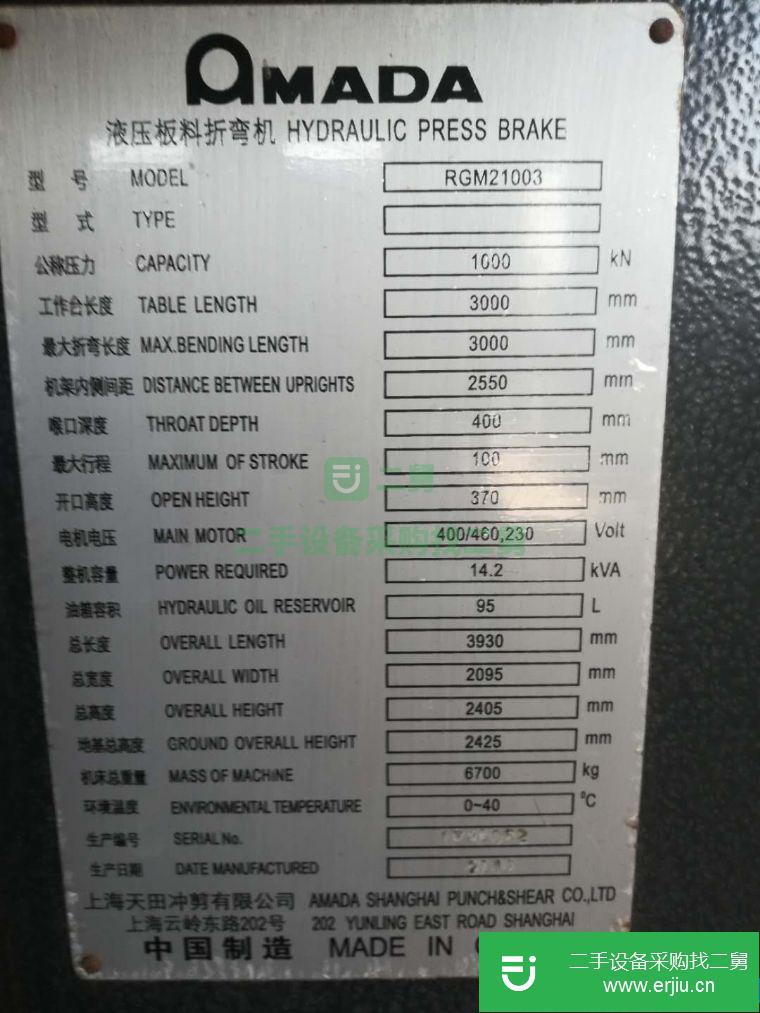 AMADA
液压板料折弯机 HYDRAULIC PRESS BRAKE
型 号 MODEL RGM21003
型 式 TYPE
公称压力 CAPACITY 1000 kN
工作台长度 TABLE LENGTH 3000 mm
最大折弯长度 MAX.BENDING LENGTH 3000 mm
机架内侧间距 DISTANCE BETWEEN UPRIGHTS 2550 mm
喉口深度 THROAT DEPTH 400 mm
最大行程 MAXIMUM OF STROKE 100 mm
开口高度 OPEN HEIGHT 370 mm
电机电压 MAIN MOTOR 400/460,230 Volt
整机容量 POWER REQUIRED 14.2 kVA
油箱容积 HYDRAULIC OIL RESERVOIR 95 L
总长度 OVERALL LENGTH 3930 mm
总宽度 OVERALL WIDTH 2095 mm
总高度 OVERALL HEIGHT 2405 mm
地基总高度 GROUND OVERALL HEIGHT 2425 mm
机床总重量 MASS OF MACHINE 6700 kg
环境温度 ENVIRONMENTAL TEMPERATURE 0~40 °C
生产编号 SERIAL No.
生产日期 DATE MANUFACTURED
上海天田冲剪有限公司 AMADA SHANGHAI PUNCH&SHEAR CO.,LTD
上海云岭东路202号 202 YUNLING EAST ROAD SHANGHAI
中国制造 MADE IN
二舅
二手设备采购找二舅
二手设备采购找二舅
www.erjiu.cn